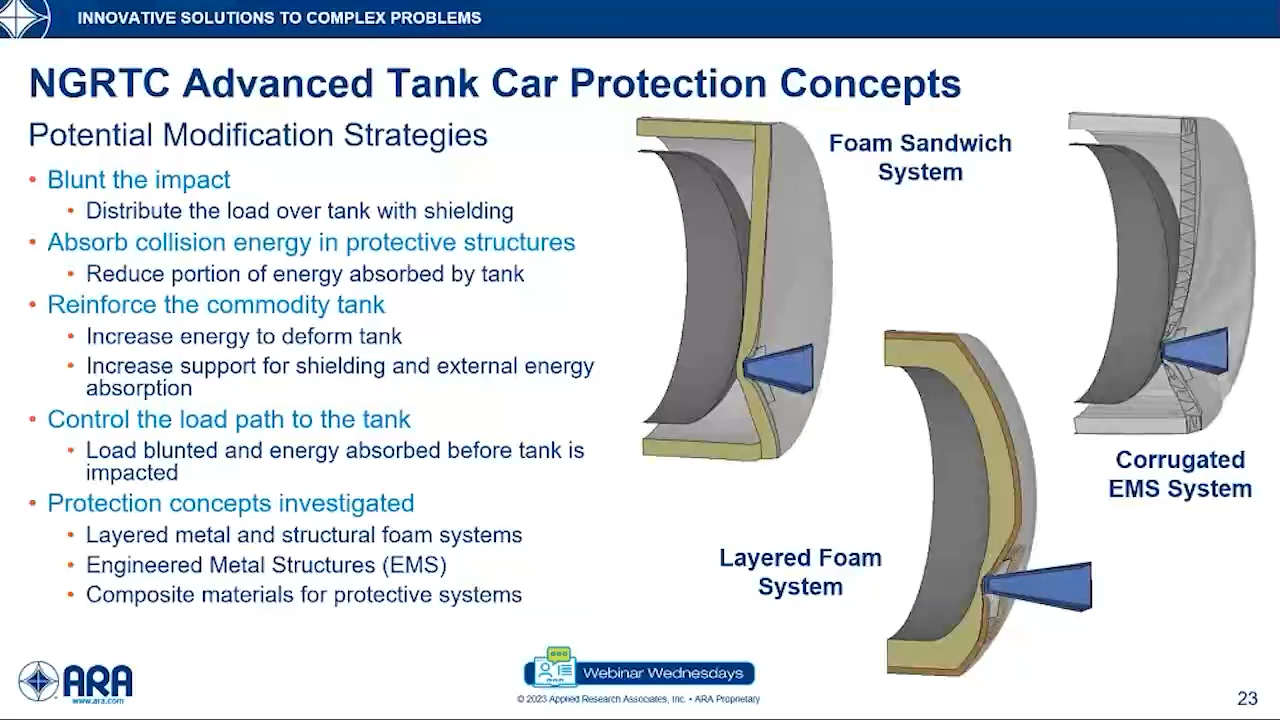 INNOVATIVE SOLUTIONS TO COMPLEX PROBLEMS
NGRTC Advanced Tank Car Protection Concepts
Potential Modification Strategies
• Blunt the impact
• Distribute the load over tank with shielding
• Absorb collision energy in protective structures
• Reduce portion of energy absorbed by tank
• Reinforce the commodity tank
• Increase energy to deform tank
• Increase support for shielding and external energy
absorption
• Control the load path to the tank
• Load blunted and energy absorbed before tank is
impacted
• Protection concepts investigated
• Layered metal and structural foam systems
• Engineered Metal Structures (EMS)
• Composite materials for protective systems
Foam Sandwich
System
Corrugated
EMS System
Layered Foam
System
ARA
www.ara.com
Webinar Wednesdays
© 2023 Applied Research Associates, Inc. • ARA Proprietary
23